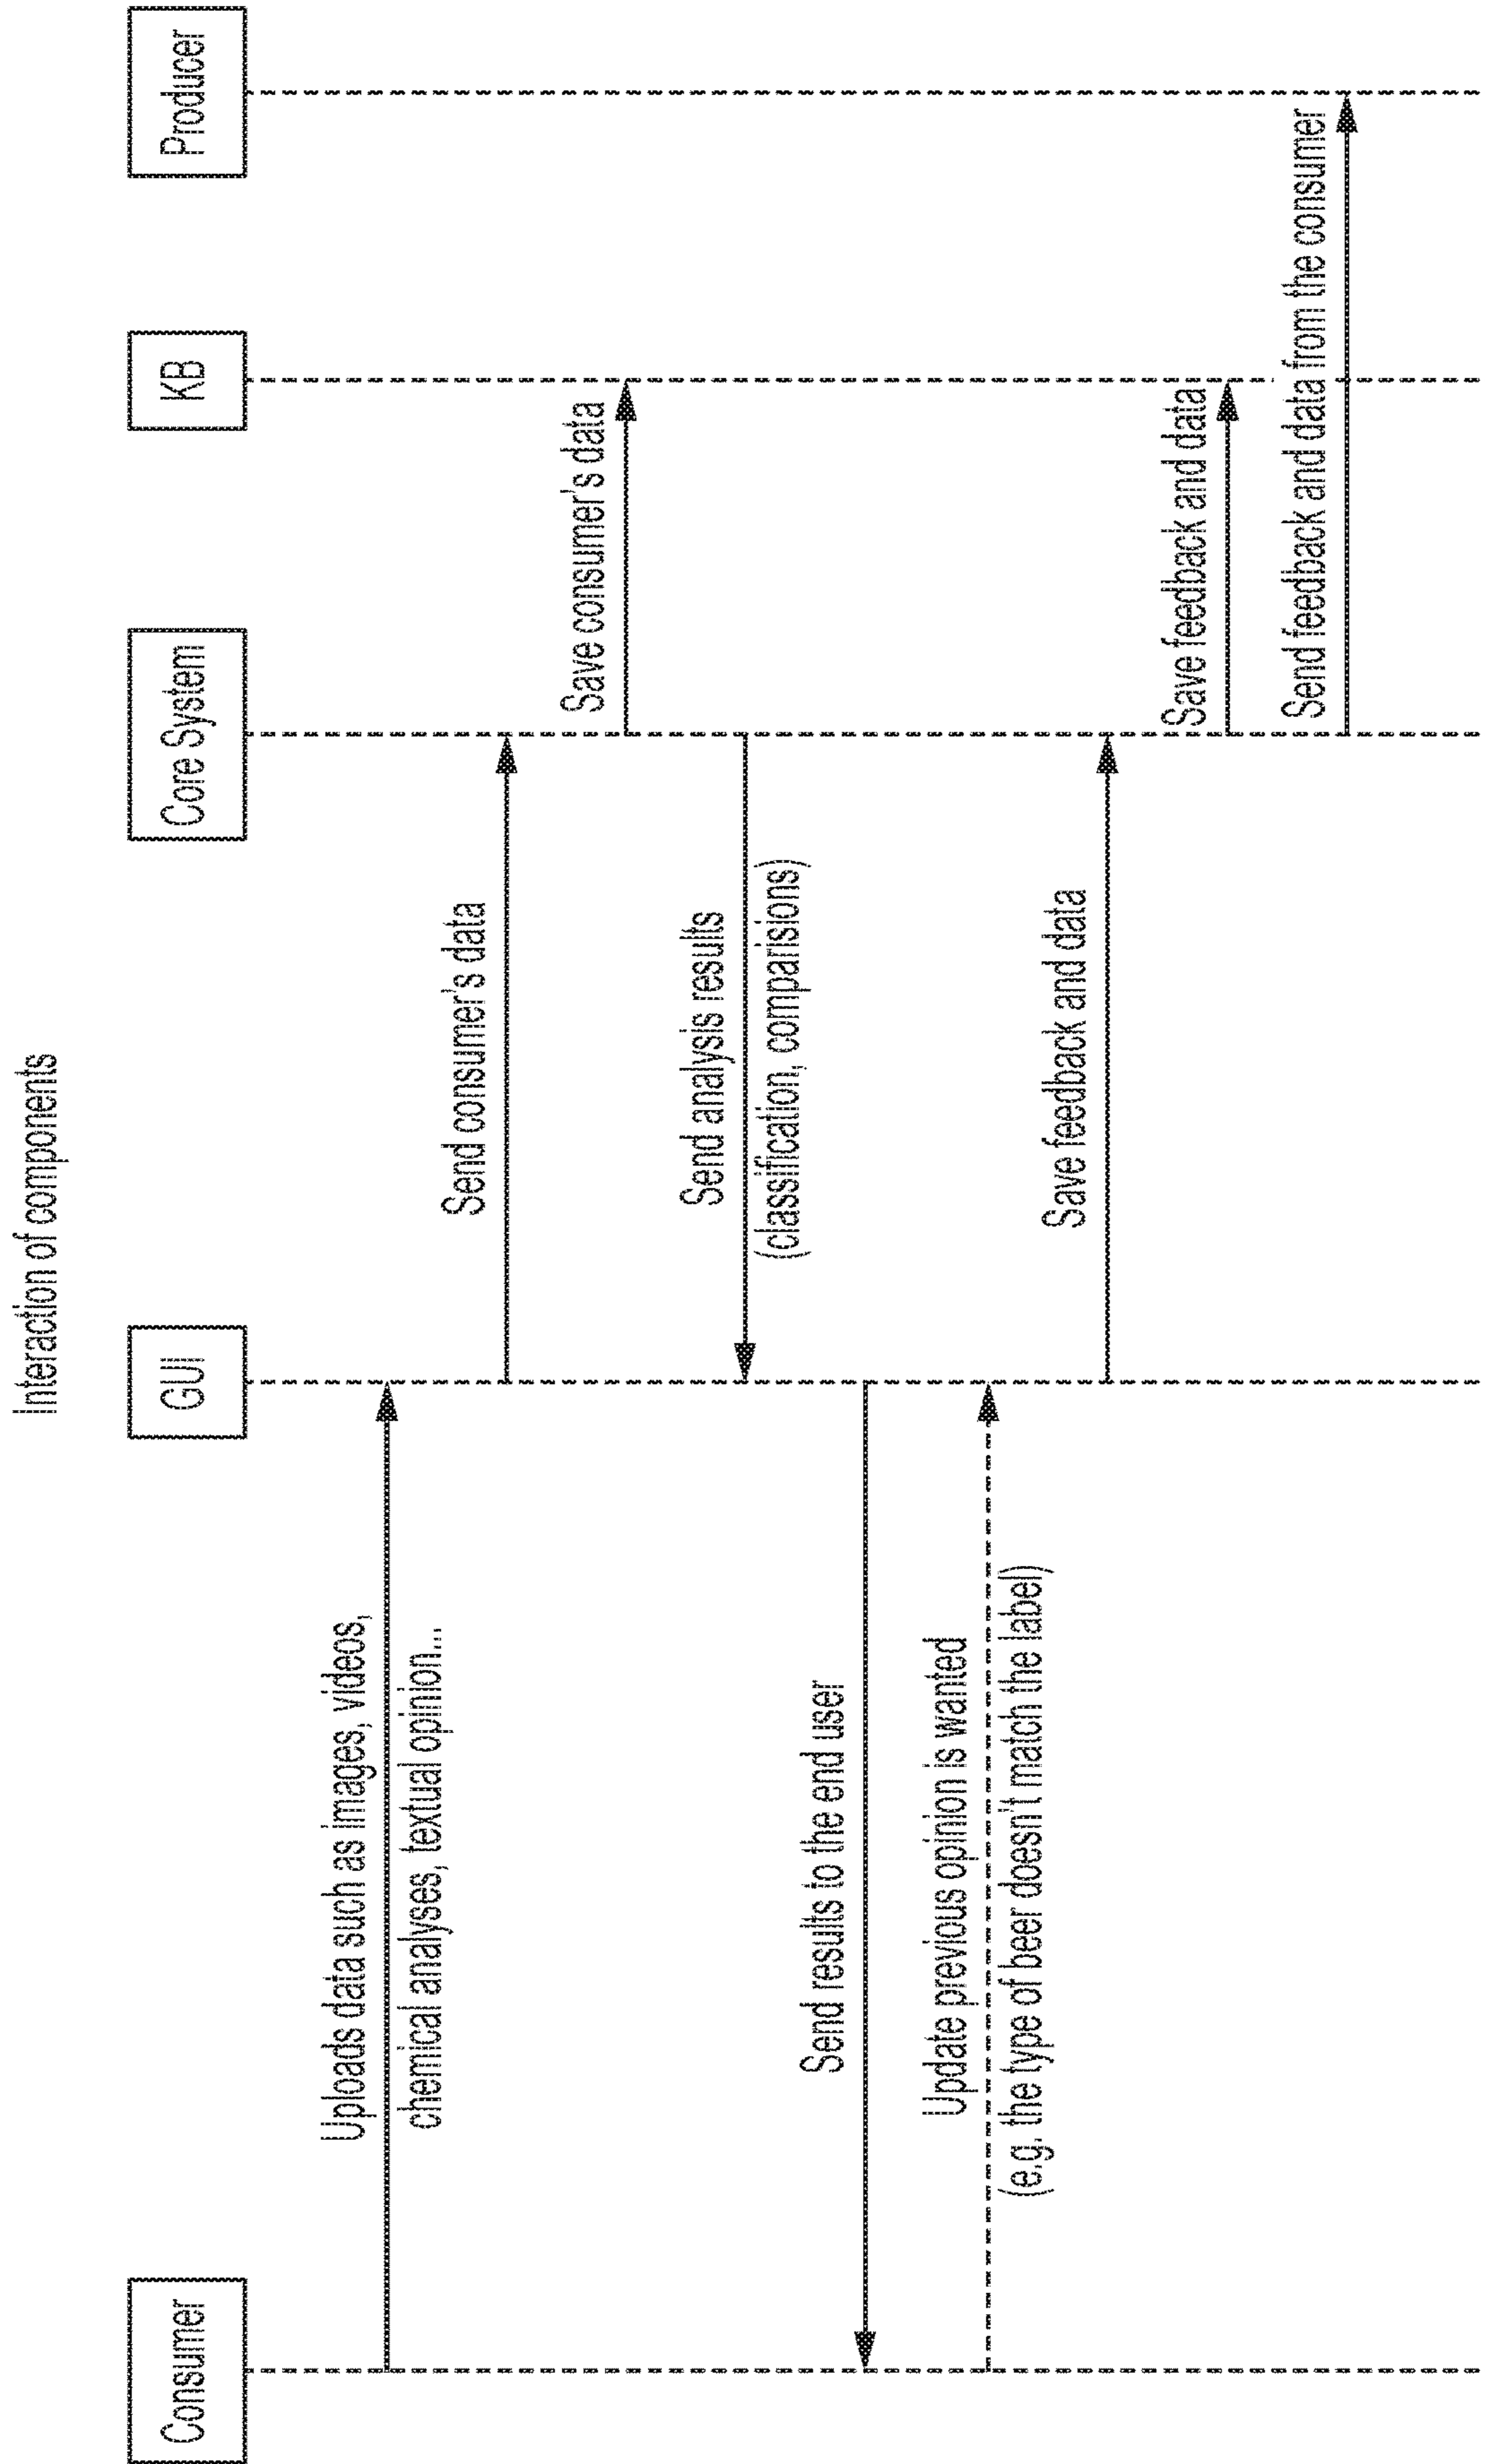 Interaction of components
Consumer
GUI
Core System
KB
Producer
Uploads data such as images, videos,
chemical analyses, textual opinion...
Send consumer's data
Save consumer's data
Send analysis results
(classification, comparisions)
Send results to the end user
Update previous opinion is wanted
(e.g. the type of beer doesn't match the label)
Save feedback and data
Save feedback and data
Send feedback and data from the consumer